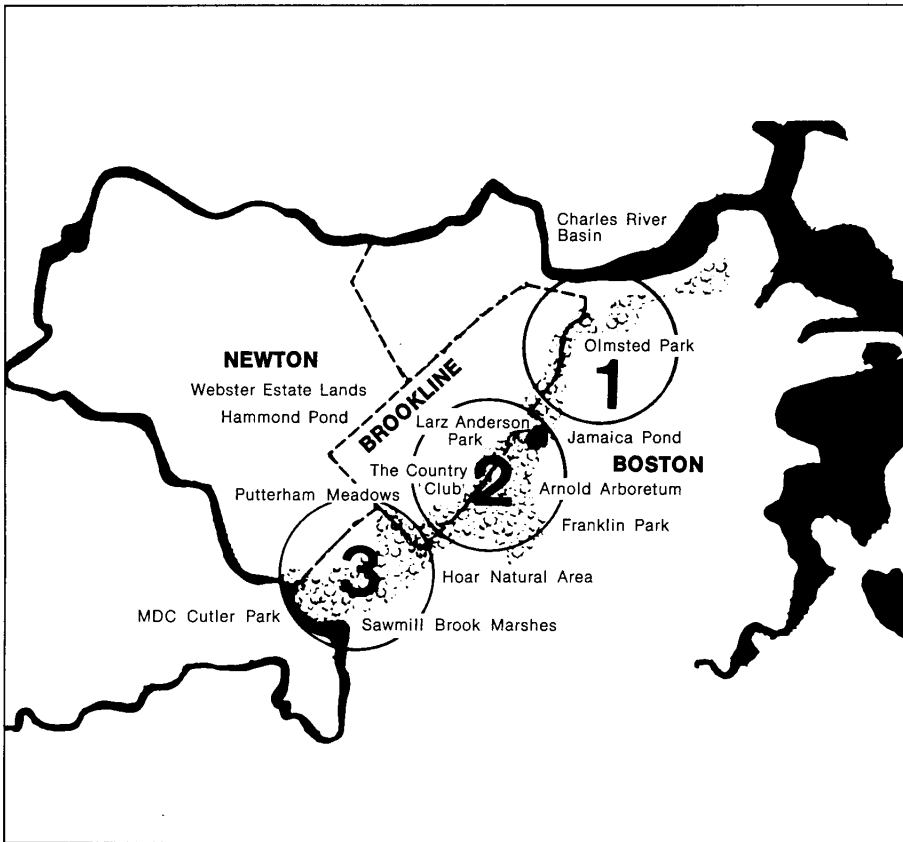 Charles River
Basin
Olmsted Park
1
NEWTON
Webster Estate Lands
Hammond Pond
BROOKLINE
Larz Anderson
Park
Jamaica Pond
BOSTON
The Country
Club
2
Arnold Arboretum
Putterham Meadows
Franklin Park
3
Hoar Natural Area
MDC Cutler Park
Sawmill Brook Marshes